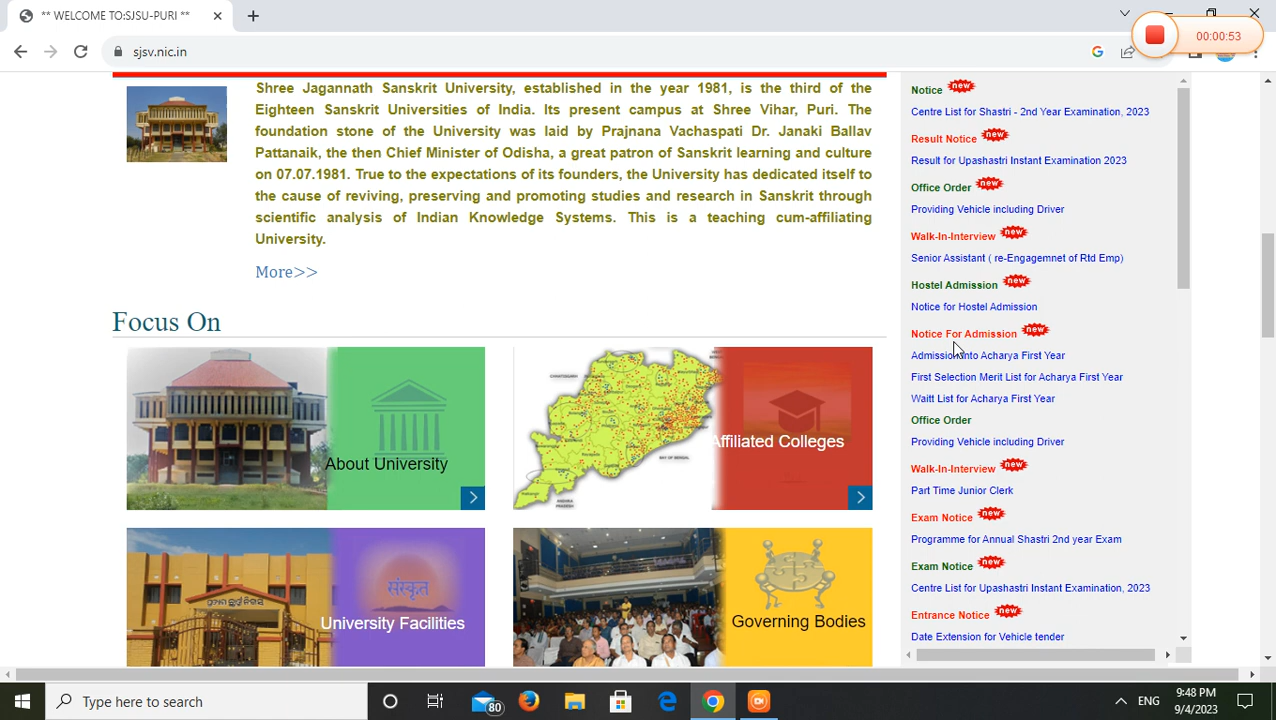 ** WELCOME TO:SJSU-PURI **
sjsv.nic.in
00:00:53
Shree Jagannath Sanskrit University, established in the year 1981, is the third of the
Eighteen Sanskrit Universities of India. Its present campus at Shree Vihar, Puri. The
foundation stone of the University was laid by Prajnana Vachaspati Dr. Janaki Ballav
Pattanaik, the then Chief Minister of Odisha, a great patron of Sanskrit learning and culture
on 07.07.1981. True to the expectations of its founders, the University has dedicated itself to
the cause of reviving, preserving and promoting studies and research in Sanskrit through
scientific analysis of Indian Knowledge Systems. This is a teaching cum-affiliating
University.
More>>
Focus On
About University
Affiliated Colleges
संस्कृत
University Facilities
Governing Bodies
Notice new
Centre List for Shastri - 2nd Year Examination, 2023
Result Notice new
Result for Upashastri Instant Examination 2023
Office Order new
Providing Vehicle including Driver
Walk-In-Interview new
Senior Assistant ( re-Engagemnet of Rtd Emp)
Hostel Admission new
Notice for Hostel Admission
Notice For Admission new
Admission into Acharya First Year
First Selection Merit List for Acharya First Year
Waitt List for Acharya First Year
Office Order
Providing Vehicle including Driver
Walk-In-Interview new
Part Time Junior Clerk
Exam Notice new
Programme for Annual Shastri 2nd year Exam
Exam Notice new
Centre List for Upashastri Instant Examination, 2023
Entrance Notice new
Date Extension for Vehicle tender
Type here to search
80
ENG
9:48 PM
9/4/2023